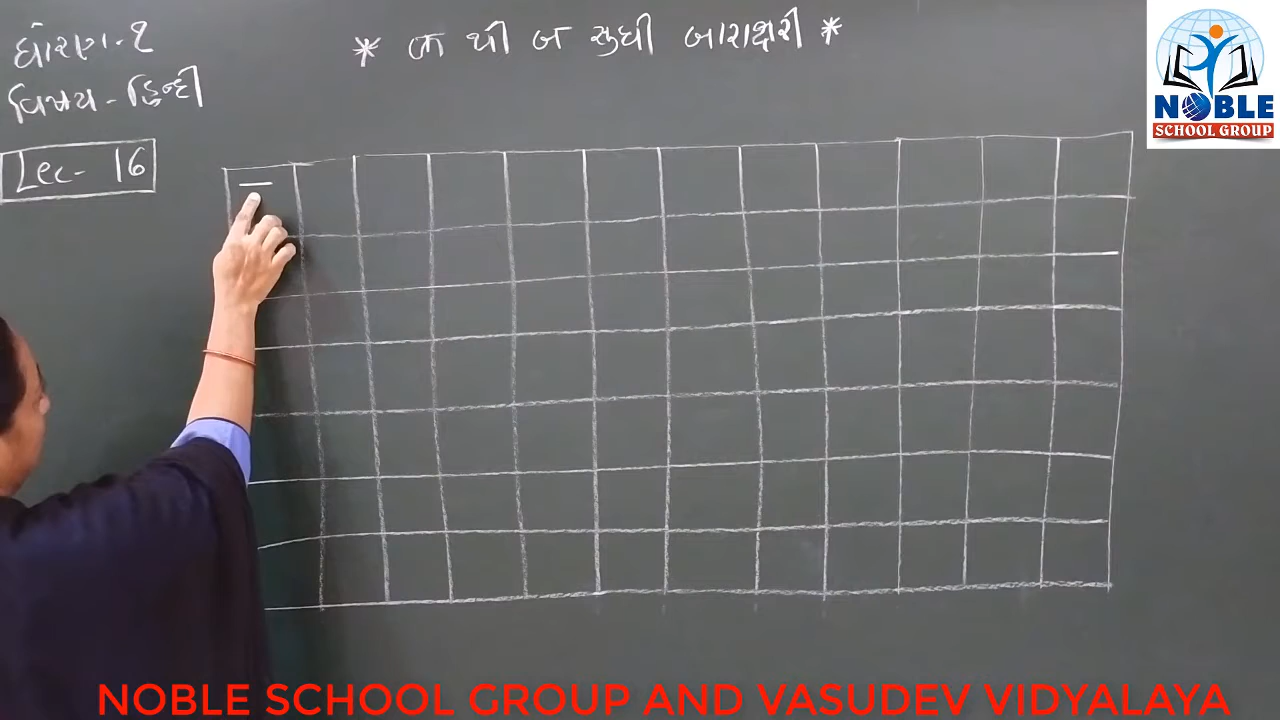 ધોરણ-૨
વિષય - હિન્દી
Lec- 16
* ળ થી બ સુધી બારાક્ષરી *
NOBLE
SCHOOL GROUP
NOBLE SCHOOL GROUP AND VASUDEV VIDYALAYA